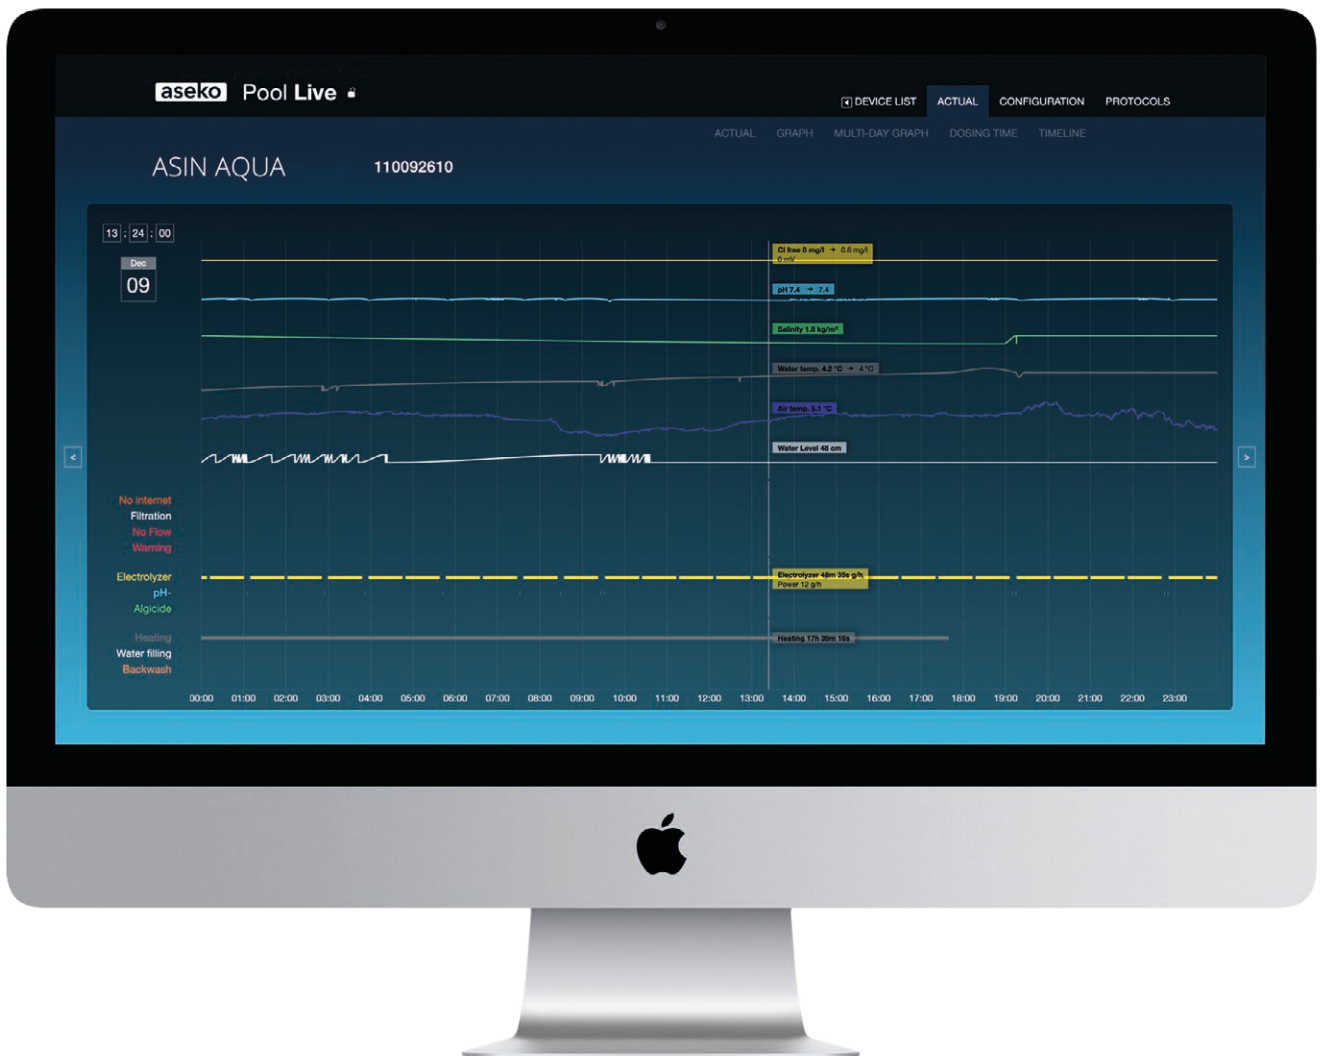 aseko Pool Live
DEVICE LIST ACTUAL CONFIGURATION PROTOCOLS
ACTUAL GRAPH MULTI-DAY GRAPH DOSING TIME TIMELINE
ASIN AQUA 110092610
13 : 24 : 00
Dec
09
Cl free 0 mg/l → 0.6 mg/l
0 mV
pH 7.4 → 7.4
Salinity 1.8 kg/m³
Water temp. 4.2 °C → 4 °C
Air temp. 5.1 °C
Water Level 48 cm
< >
No internet
Filtration
No Flow
Warning
Electrolyzer
Electrolyzer 48m 35s g/h
Power 12 g/h
pH-
Algicide
Heating
Heating 17h 39m 16s
Water filling
Backwash
00:00 01:00 02:00 03:00 04:00 05:00 06:00 07:00 08:00 09:00 10:00 11:00 12:00 13:00 14:00 15:00 16:00 17:00 18:00 19:00 20:00 21:00 22:00 23:00